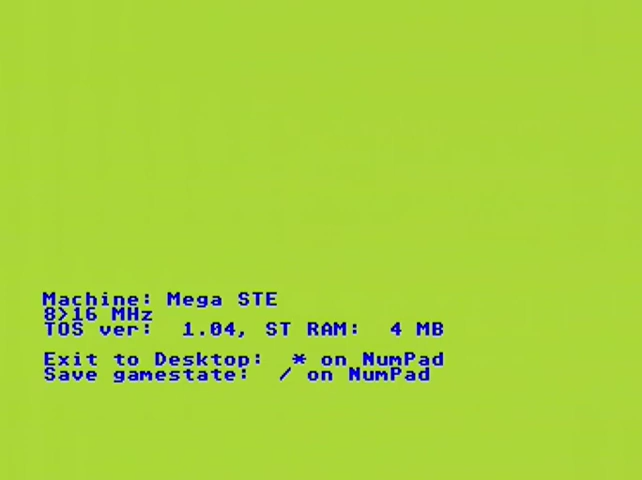 Machine: Mega STE
8>16 MHz
TOS ver:  1.04, ST RAM:  4 MB
Exit to Desktop:  * on NumPad
Save gamestate:  / on NumPad